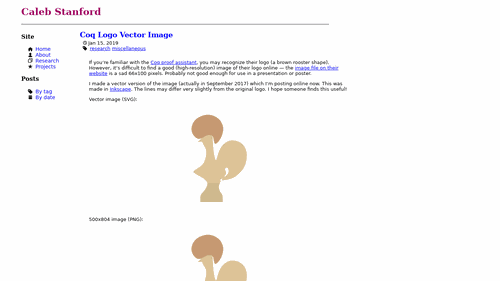 Caleb Stanford
Site
Home
About
Research
Projects
Posts
By tag
By date
Coq Logo Vector Image
Jan 15, 2019
research miscellaneous
If you're familiar with the Coq proof assistant, you may recognize their logo (a brown rooster shape).
However, it's difficult to find a good (high-resolution) image of their logo online — the image file on their
website is a sad 66x100 pixels. Probably not good enough for use in a presentation or poster.
I made a vector version of the image (actually in September 2017) which I'm posting online now. This was
made in Inkscape. The lines may differ very slightly from the original logo. I hope someone finds this useful!
Vector image (SVG):
500x804 image (PNG):